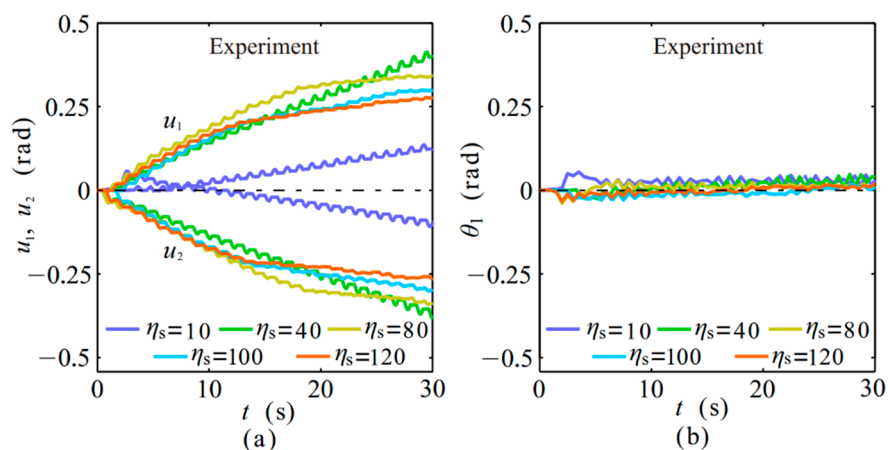 0.5
Experiment
0.25
u₁
0
u₂
−0.25
−0.5
ηs=10 ηs=40 ηs=80
ηs=100 ηs=120
0 10 20 30
t (s)
u₁, u₂ (rad)
(a)
0.5
Experiment
0.25
0
−0.25
−0.5
ηs=10 ηs=40 ηs=80
ηs=100 ηs=120
0 10 20 30
t (s)
θ₁ (rad)
(b)